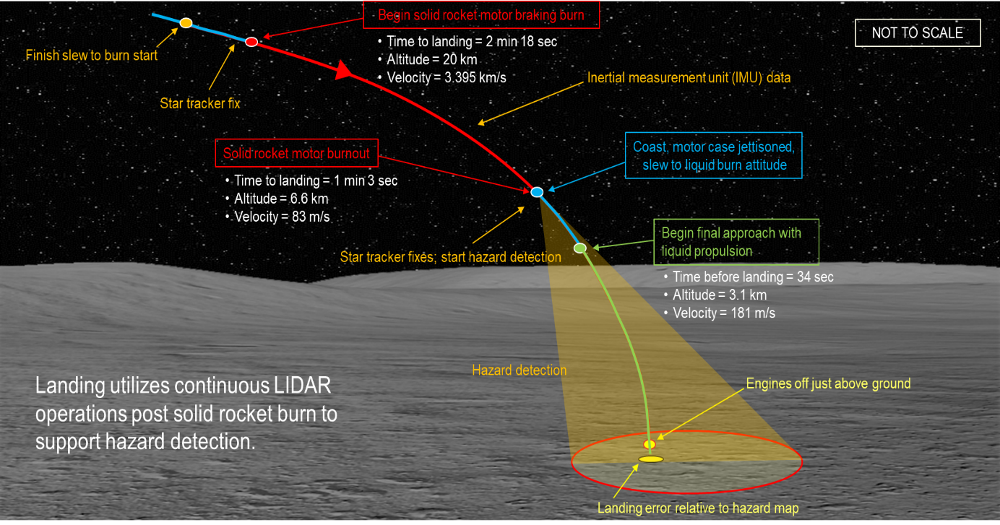 Begin solid rocket motor braking burn
• Time to landing = 2 min 18 sec
• Altitude = 20 km
• Velocity = 3.395 km/s
NOT TO SCALE
Finish slew to burn start
Star tracker fix
Inertial measurement unit (IMU) data
Solid rocket motor burnout
• Time to landing = 1 min 3 sec
• Altitude = 6.6 km
• Velocity = 83 m/s
Coast, motor case jettisoned,
slew to liquid burn attitude
Star tracker fixes; start hazard detection
Begin final approach with
liquid propulsion
• Time before landing = 34 sec
• Altitude = 3.1 km
• Velocity = 181 m/s
Hazard detection
Landing utilizes continuous LIDAR
operations post solid rocket burn to
support hazard detection.
Engines off just above ground
Landing error relative to hazard map